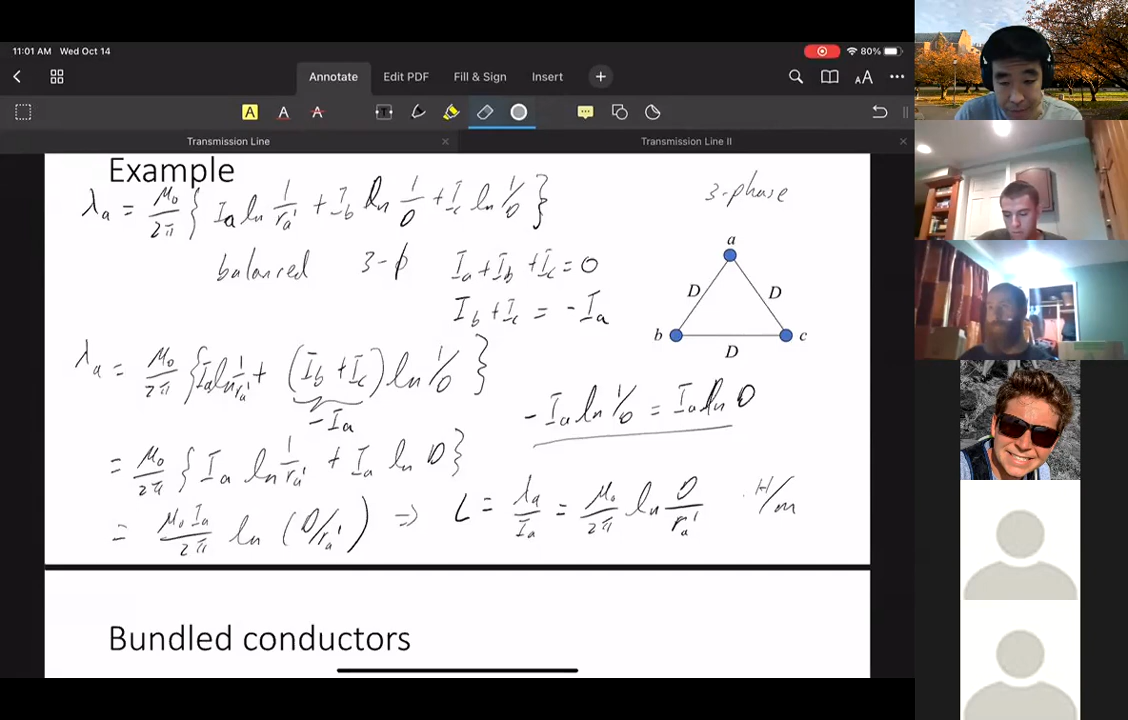 11:01 AM Wed Oct 14
80%
Annotate Edit PDF Fill & Sign Insert
AA
A A A T
Transmission Line × Transmission Line II ×
Example
λa = μ₀/2π { Ia ln 1/ra' + Ib ln 1/D + Ic ln 1/D }
3-phase
balanced 3-ϕ Ia + Ib + Ic = 0
Ib + Ic = -Ia
a
D D
b c
D
λa = μ₀/2π { Ia ln 1/ra' + (Ib + Ic) ln 1/D }
-Ia
-Ia ln 1/D = Ia ln D
= μ₀/2π { Ia ln 1/ra' + Ia ln D }
= μ₀ Ia/2π ln (D/ra') ⇒ L = λa/Ia = μ₀/2π ln D/ra' H/m
Bundled conductors